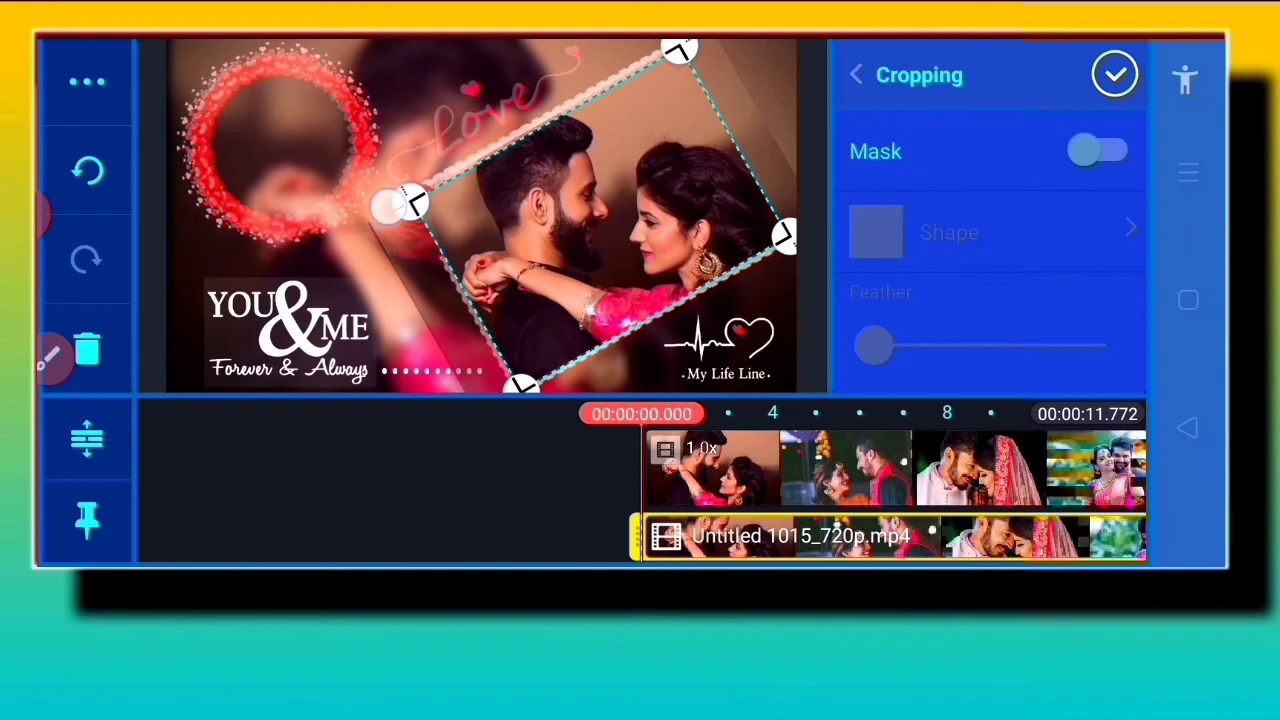 Cropping
Mask
Shape
Feather
Love
YOU & ME
Forever & Always
My Life Line
00:00:00.000
4
8
00:00:11.772
1.0x
Untitled 1015_720p.mp4